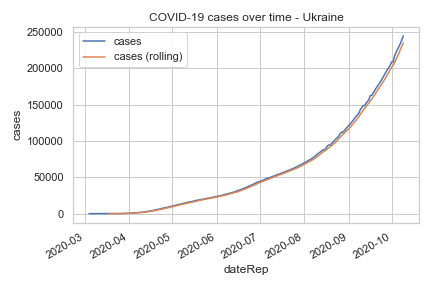 COVID-19 cases over time - Ukraine
cases
cases (rolling)
250000
200000
150000
100000
50000
0
cases
2020-03
2020-04
2020-05
2020-06
2020-07
2020-08
2020-09
2020-10
dateRep